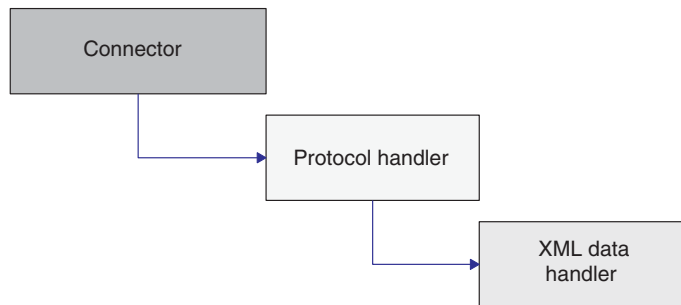 Connector
Protocol handler
XML data
handler